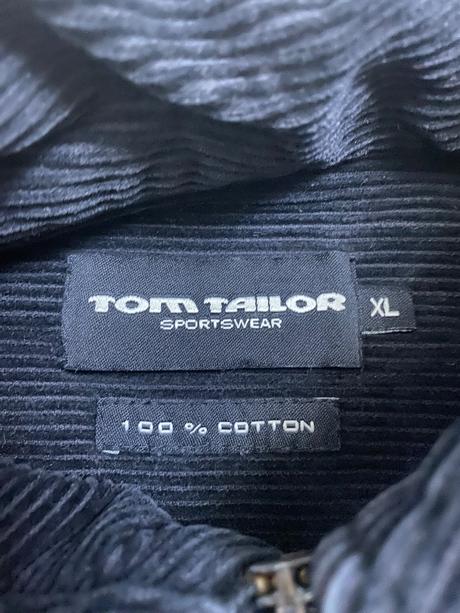 TOM TAILOR
SPORTSWEAR
XL
100 % COTTON